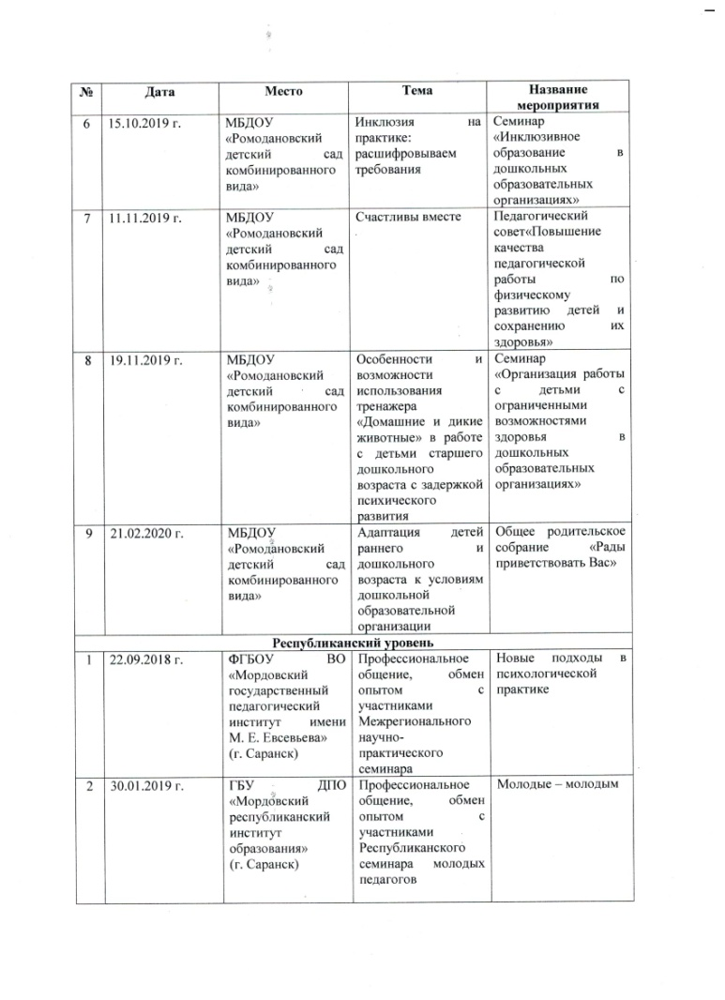 № Дата Место Тема Название
мероприятия
6 15.10.2019 г. МБДОУ Инклюзия на Семинар
«Ромодановский практике: «Инклюзивное
детский сад расшифровываем образование в
комбинированного требования дошкольных
вида» образовательных
организациях»
7 11.11.2019 г. МБДОУ Счастливы вместе Педагогический
«Ромодановский совет«Повышение
детский сад качества
комбинированного педагогической
вида» работы по
физическому
развитию детей и
сохранению их
здоровья»
8 19.11.2019 г. МБДОУ Особенности и Семинар
«Ромодановский возможности «Организация работы
детский сад использования с детьми с
комбинированного тренажера ограниченными
вида» «Домашние и дикие возможностями
животные» в работе здоровья в
с детьми старшего дошкольных
дошкольного образовательных
возраста с задержкой организациях»
психического
развития
9 21.02.2020 г. МБДОУ Адаптация детей Общее родительское
«Ромодановский раннего и собрание «Рады
детский сад дошкольного приветствовать Вас»
комбинированного возраста к условиям
вида» дошкольной
образовательной
организации
Республиканский уровень
1 22.09.2018 г. ФГБОУ ВО Профессиональное Новые подходы в
«Мордовский общение, обмен психологической
государственный опытом с практике
педагогический участниками
институт имени Межрегионального
М. Е. Евсевьева» научно-
(г. Саранск) практического
семинара
2 30.01.2019 г. ГБУ ДПО Профессиональное Молодые – молодым
«Мордовский общение, обмен
республиканский опытом с
институт участниками
образования» Республиканского
(г. Саранск) семинара молодых
педагогов